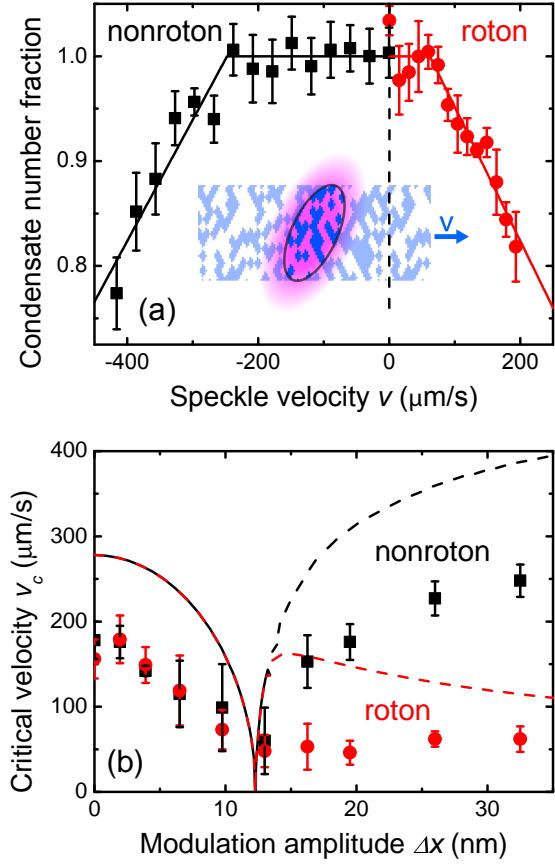 nonroton
roton
1.0
0.9
0.8
Condensate number fraction
v
(a)
-400
-200
0
200
Speckle velocity v (μm/s)
400
300
200
100
0
Critical velocity vc (μm/s)
nonroton
roton
(b)
0
10
20
30
Modulation amplitude Δx (nm)